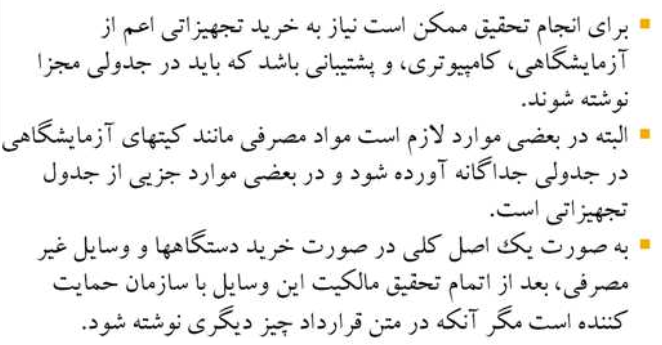 ▪ برای انجام تحقیق ممکن است نیاز به خرید تجهیزاتی اعم از
آزمایشگاهی، کامپیوتری، و پشتیبانی باشد که باید در جدولی مجزا
نوشته شوند.
▪ البته در بعضی موارد لازم است مواد مصرفی مانند کیتهای آزمایشگاهی
در جدولی جداگانه آورده شود و در بعضی موارد جزیی از جدول
تجهیزاتی است.
▪ به صورت یک اصل کلی در صورت خرید دستگاهها و وسایل غیر
مصرفی، بعد از اتمام تحقیق مالکیت این وسایل با سازمان حمایت
کننده است مگر آنکه در متن قرارداد چیز دیگری نوشته شود.